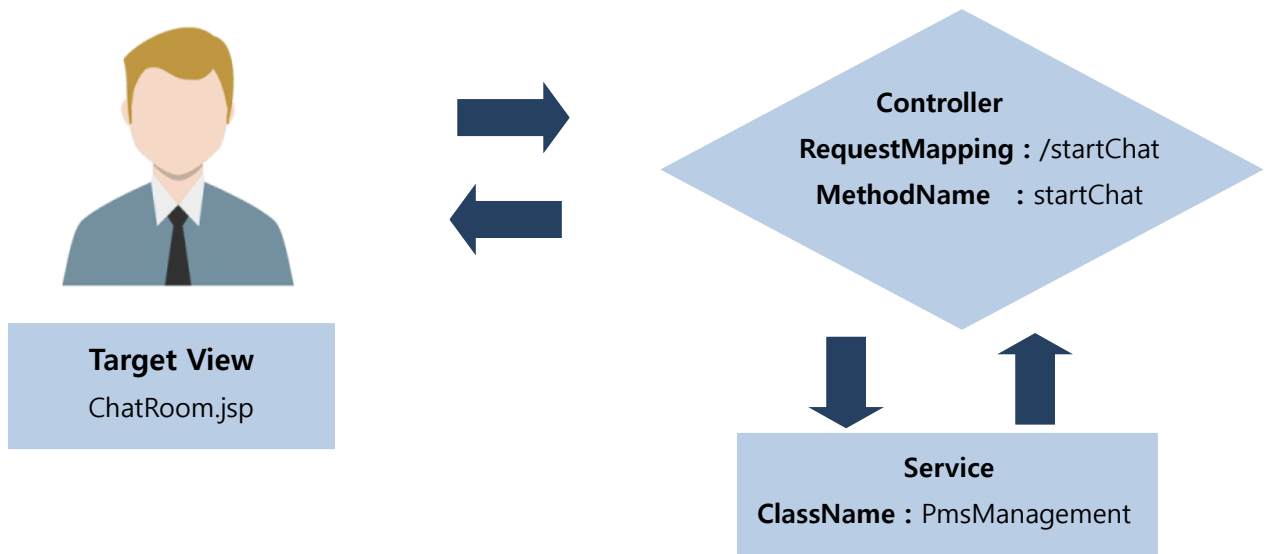 Controller
RequestMapping : /startChat
MethodName : startChat
Target View
ChatRoom.jsp
Service
ClassName : PmsManagement